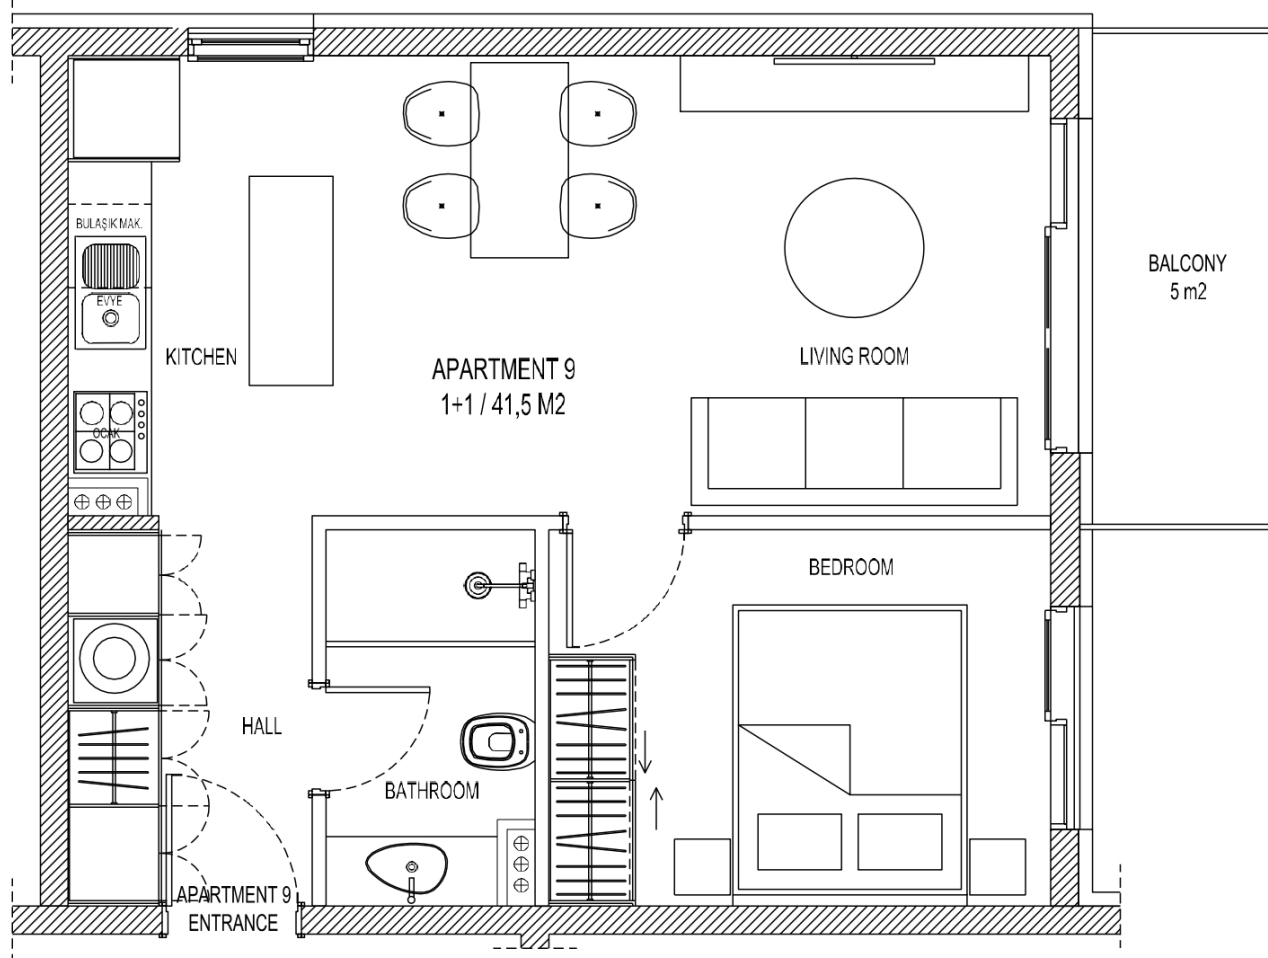 BULAŞIK MAK.
EVYE
KITCHEN
OCAK
APARTMENT 9
1+1 / 41,5 M2
LIVING ROOM
BALCONY
5 m2
BEDROOM
HALL
BATHROOM
APARTMENT 9
ENTRANCE